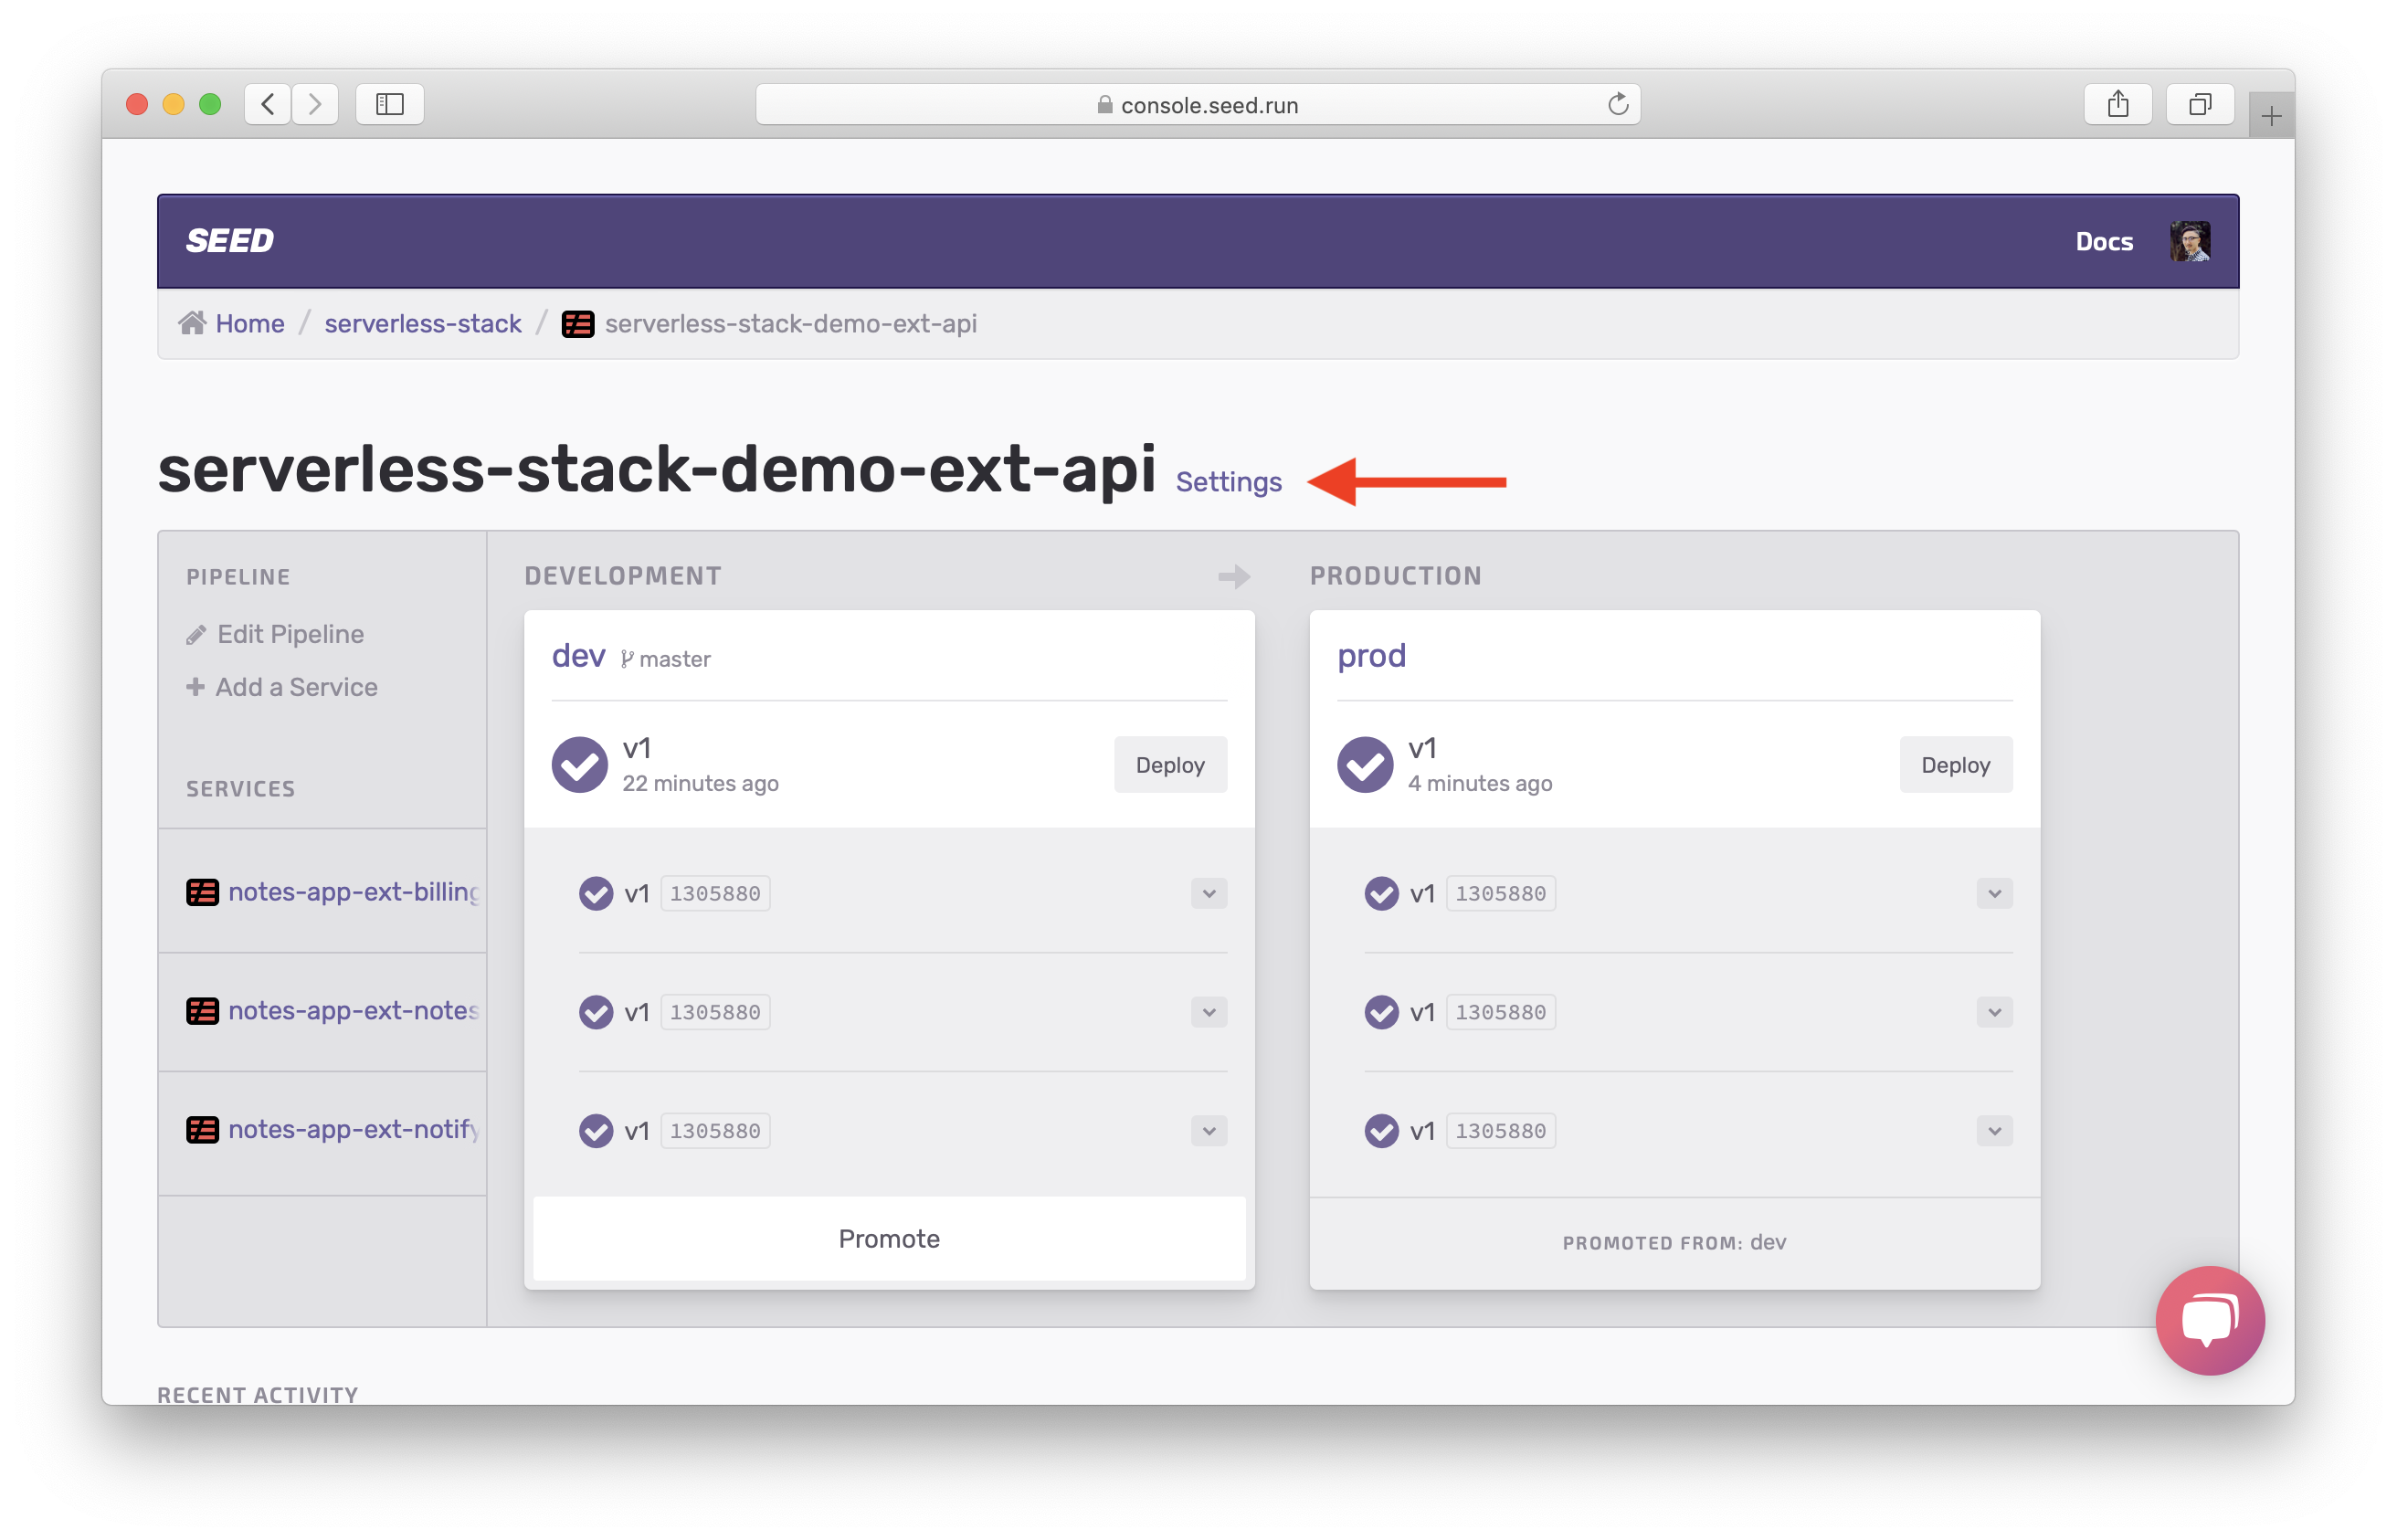 console.seed.run
SEED
Docs
Home / serverless-stack / serverless-stack-demo-ext-api
serverless-stack-demo-ext-api Settings
PIPELINE
Edit Pipeline
Add a Service
SERVICES
notes-app-ext-billing
notes-app-ext-notes
notes-app-ext-notify
DEVELOPMENT
dev master
v1
22 minutes ago
Deploy
v1 1305880
v1 1305880
v1 1305880
Promote
PRODUCTION
prod
v1
4 minutes ago
Deploy
v1 1305880
v1 1305880
v1 1305880
PROMOTED FROM: dev
RECENT ACTIVITY